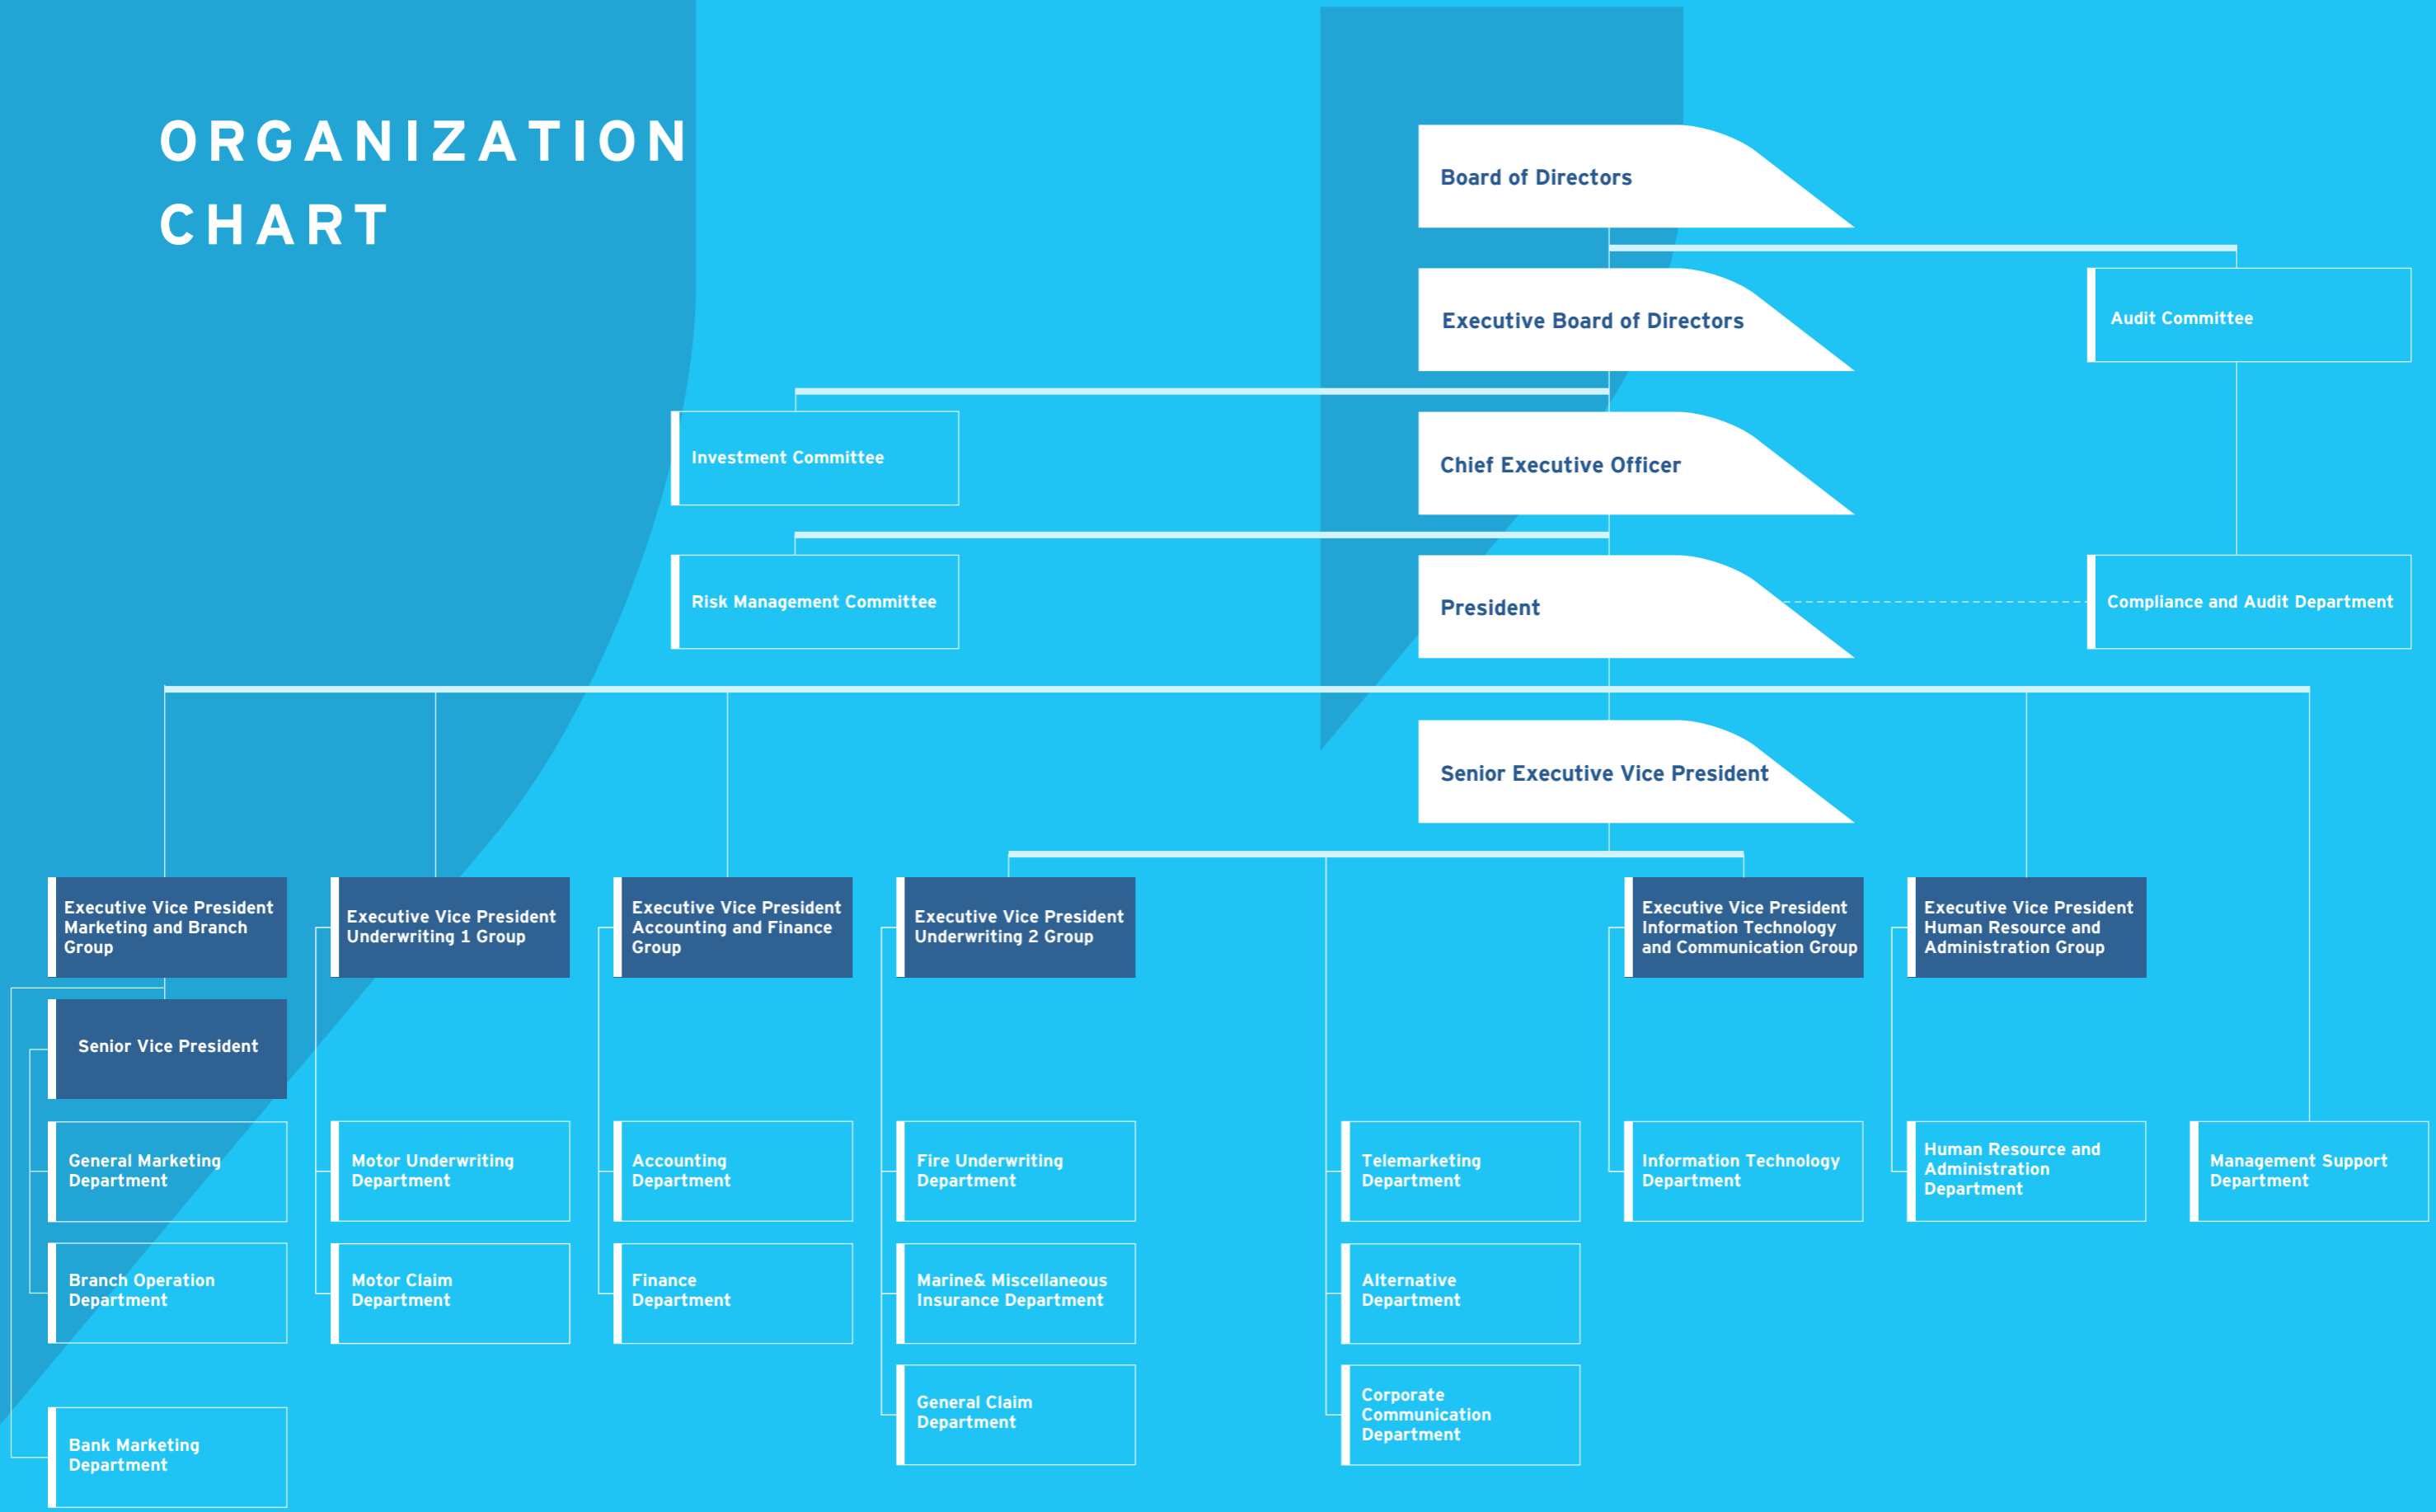 ORGANIZATION
CHART
Board of Directors
Executive Board of Directors
Audit Committee
Investment Committee
Chief Executive Officer
Risk Management Committee
President
Compliance and Audit Department
Senior Executive Vice President
Executive Vice President
Marketing and Branch
Group
Executive Vice President
Underwriting 1 Group
Executive Vice President
Accounting and Finance
Group
Executive Vice President
Underwriting 2 Group
Executive Vice President
Information Technology
and Communication Group
Executive Vice President
Human Resource and
Administration Group
Senior Vice President
General Marketing
Department
Motor Underwriting
Department
Accounting
Department
Fire Underwriting
Department
Telemarketing
Department
Information Technology
Department
Human Resource and
Administration
Department
Management Support
Department
Branch Operation
Department
Motor Claim
Department
Finance
Department
Marine& Miscellaneous
Insurance Department
Alternative
Department
General Claim
Department
Corporate
Communication
Department
Bank Marketing
Department